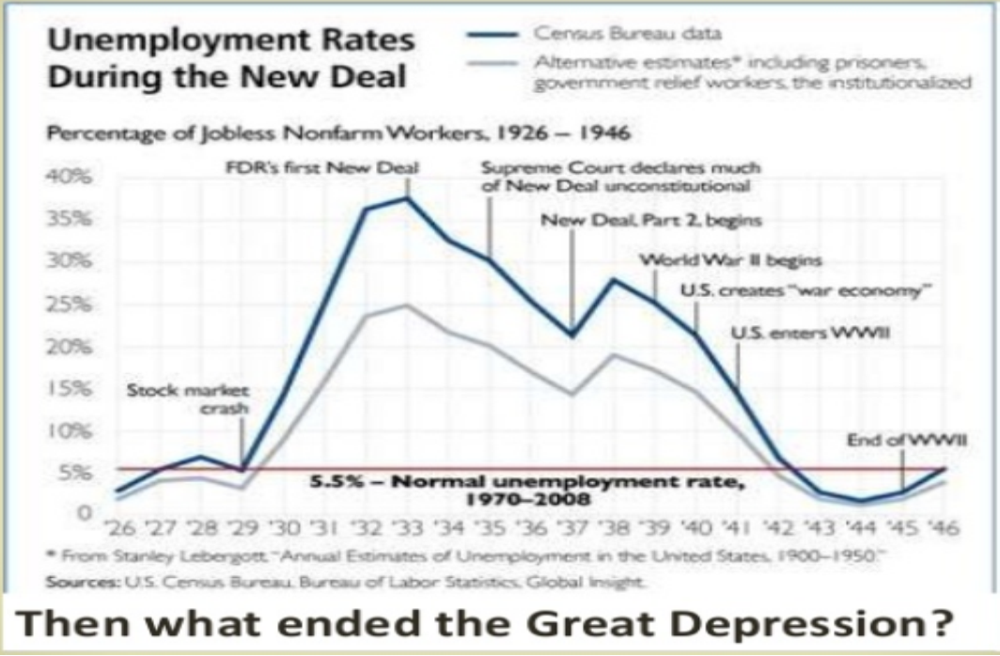 Unemployment Rates
During the New Deal
Census Bureau data
Alternative estimates* including prisoners,
government relief workers, the institutionalized
Percentage of Jobless Nonfarm Workers, 1926 – 1946
FDR's first New Deal
Supreme Court declares much
of New Deal unconstitutional
New Deal, Part 2, begins
World War II begins
U.S. creates "war economy"
U.S. enters WWII
Stock market
crash
End of WWII
40%
35%
30%
25%
20%
15%
10%
5%
0
5.5% – Normal unemployment rate,
1970–2008
'26 '27 '28 '29 '30 '31 '32 '33 '34 '35 '36 '37 '38 '39 '40 '41 '42 '43 '44 '45 '46
* From Stanley Lebergott, "Annual Estimates of Unemployment in the United States, 1900–1950."
Sources: U.S. Census Bureau, Bureau of Labor Statistics, Global Insight.
Then what ended the Great Depression?